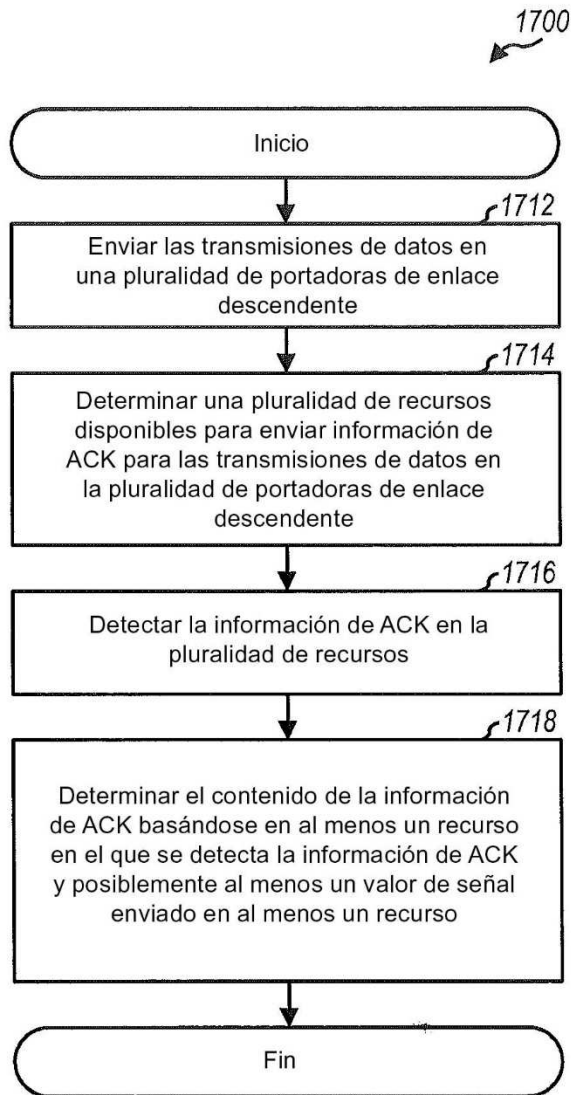 1700
Inicio
1712
Enviar las transmisiones de datos en
una pluralidad de portadoras de enlace
descendente
1714
Determinar una pluralidad de recursos
disponibles para enviar información de
ACK para las transmisiones de datos en
la pluralidad de portadoras de enlace
descendente
1716
Detectar la información de ACK en la
pluralidad de recursos
1718
Determinar el contenido de la información
de ACK basándose en al menos un recurso
en el que se detecta la información de ACK
y posiblemente al menos un valor de señal
enviado en al menos un recurso
Fin